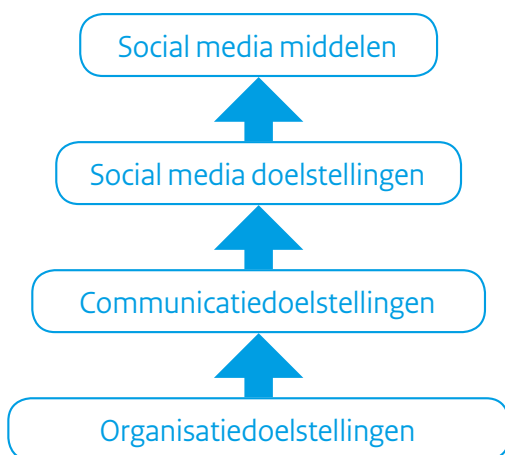 Social media middelen
Social media doelstellingen
Communicatiedoelstellingen
Organisatiedoelstellingen